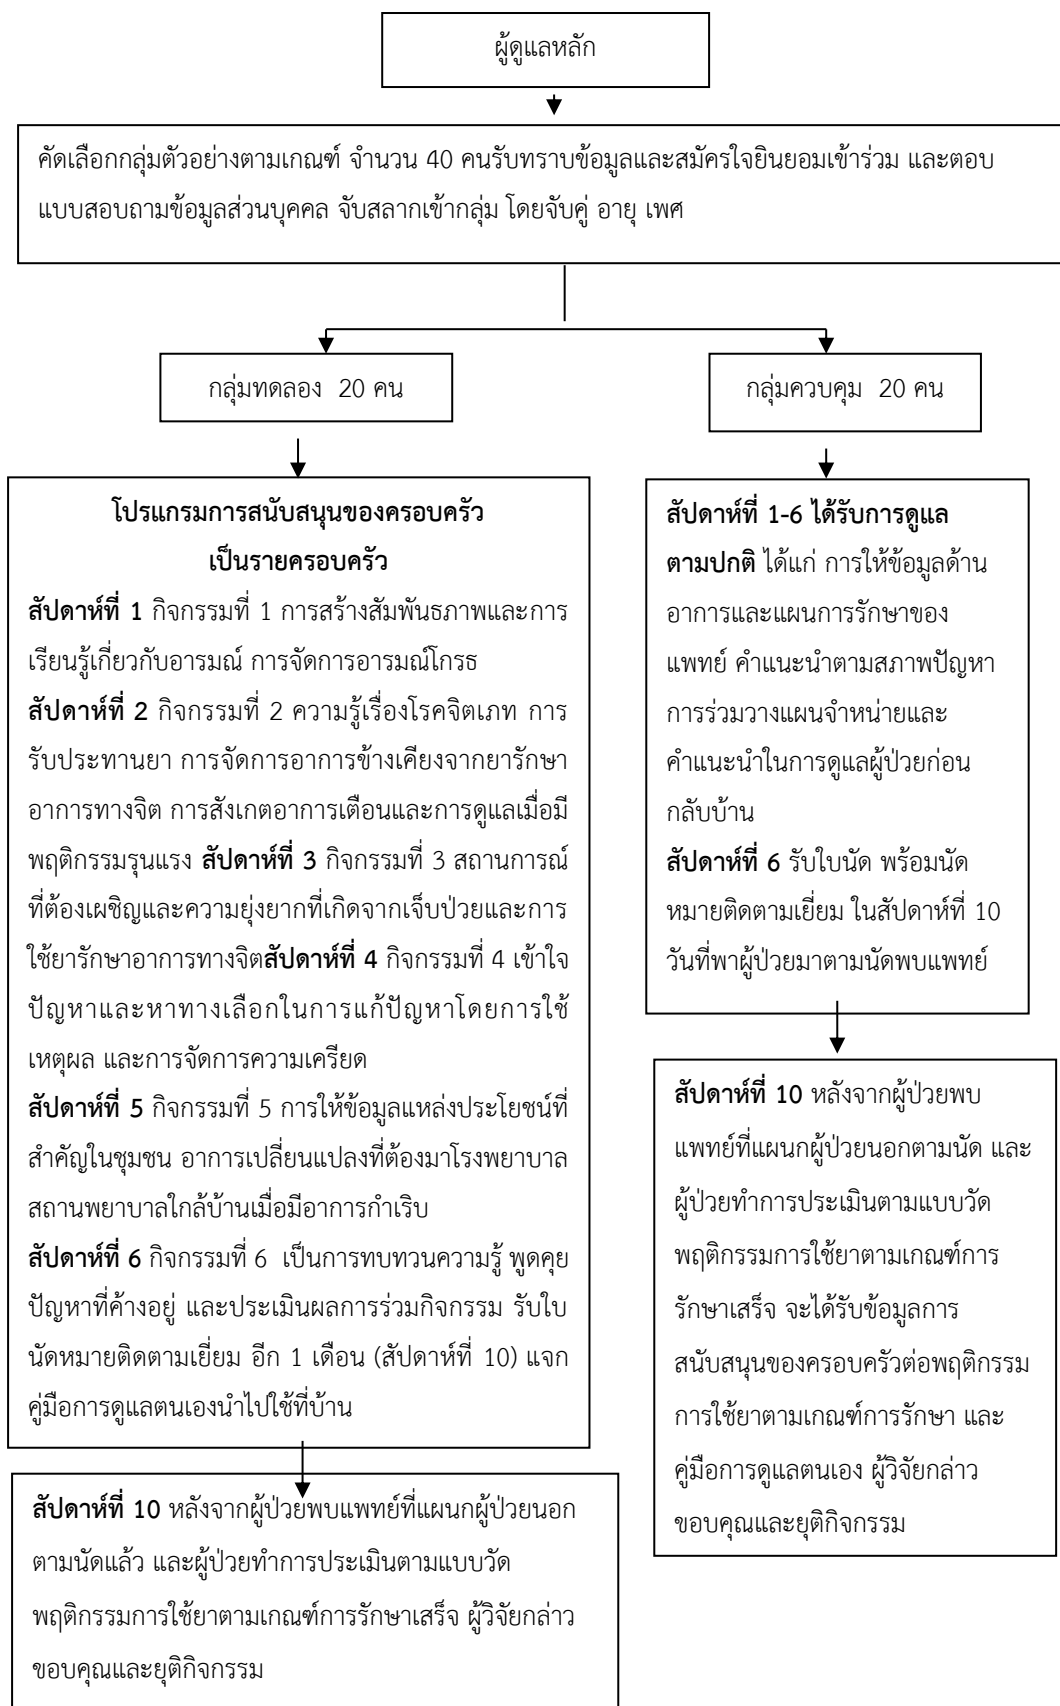 ผู้ดูแลหลัก
คัดเลือกกลุ่มตัวอย่างตามเกณฑ์ จำนวน 40 คนรับทราบข้อมูลและสมัครใจยินยอมเข้าร่วม และตอบ
แบบสอบถามข้อมูลส่วนบุคคล จับสลากเข้ากลุ่ม โดยจับคู่ อายุ เพศ
กลุ่มทดลอง 20 คน
กลุ่มควบคุม 20 คน
โปรแกรมการสนับสนุนของครอบครัว
เป็นรายครอบครัว
สัปดาห์ที่ 1 กิจกรรมที่ 1 การสร้างสัมพันธภาพและการ
เรียนรู้เกี่ยวกับอารมณ์ การจัดการอารมณ์โกรธ
สัปดาห์ที่ 2 กิจกรรมที่ 2 ความรู้เรื่องโรคจิตเภท การ
รับประทานยา การจัดการอาการข้างเคียงจากยารักษา
อาการทางจิต การสังเกตอาการเตือนและการดูแลเมื่อมี
พฤติกรรมรุนแรง สัปดาห์ที่ 3 กิจกรรมที่ 3 สถานการณ์
ที่ต้องเผชิญและความยุ่งยากที่เกิดจากเจ็บป่วยและการ
ใช้ยารักษาอาการทางจิตสัปดาห์ที่ 4 กิจกรรมที่ 4 เข้าใจ
ปัญหาและหาทางเลือกในการแก้ปัญหาโดยการใช้
เหตุผล และการจัดการความเครียด
สัปดาห์ที่ 5 กิจกรรมที่ 5 การให้ข้อมูลแหล่งประโยชน์ที่
สำคัญในชุมชน อาการเปลี่ยนแปลงที่ต้องมาโรงพยาบาล
สถานพยาบาลใกล้บ้านเมื่อมีอาการกำเริบ
สัปดาห์ที่ 6 กิจกรรมที่ 6 เป็นการทบทวนความรู้ พูดคุย
ปัญหาที่ค้างอยู่ และประเมินผลการร่วมกิจกรรม รับใบ
นัดหมายติดตามเยี่ยม อีก 1 เดือน (สัปดาห์ที่ 10) แจก
คู่มือการดูแลตนเองนำไปใช้ที่บ้าน
สัปดาห์ที่ 1-6 ได้รับการดูแล
ตามปกติ ได้แก่ การให้ข้อมูลด้าน
อาการและแผนการรักษาของ
แพทย์ คำแนะนำตามสภาพปัญหา
การร่วมวางแผนจำหน่ายและ
คำแนะนำในการดูแลผู้ป่วยก่อน
กลับบ้าน
สัปดาห์ที่ 6 รับใบนัด พร้อมนัด
หมายติดตามเยี่ยม ในสัปดาห์ที่ 10
วันที่พาผู้ป่วยมาตามนัดพบแพทย์
สัปดาห์ที่ 10 หลังจากผู้ป่วยพบ
แพทย์ที่แผนกผู้ป่วยนอกตามนัด และ
ผู้ป่วยทำการประเมินตามแบบวัด
พฤติกรรมการใช้ยาตามเกณฑ์การ
รักษาเสร็จ จะได้รับข้อมูลการ
สนับสนุนของครอบครัวต่อพฤติกรรม
การใช้ยาตามเกณฑ์การรักษา และ
คู่มือการดูแลตนเอง ผู้วิจัยกล่าว
ขอบคุณและยุติกิจกรรม
สัปดาห์ที่ 10 หลังจากผู้ป่วยพบแพทย์ที่แผนกผู้ป่วยนอก
ตามนัดแล้ว และผู้ป่วยทำการประเมินตามแบบวัด
พฤติกรรมการใช้ยาตามเกณฑ์การรักษาเสร็จ ผู้วิจัยกล่าว
ขอบคุณและยุติกิจกรรม